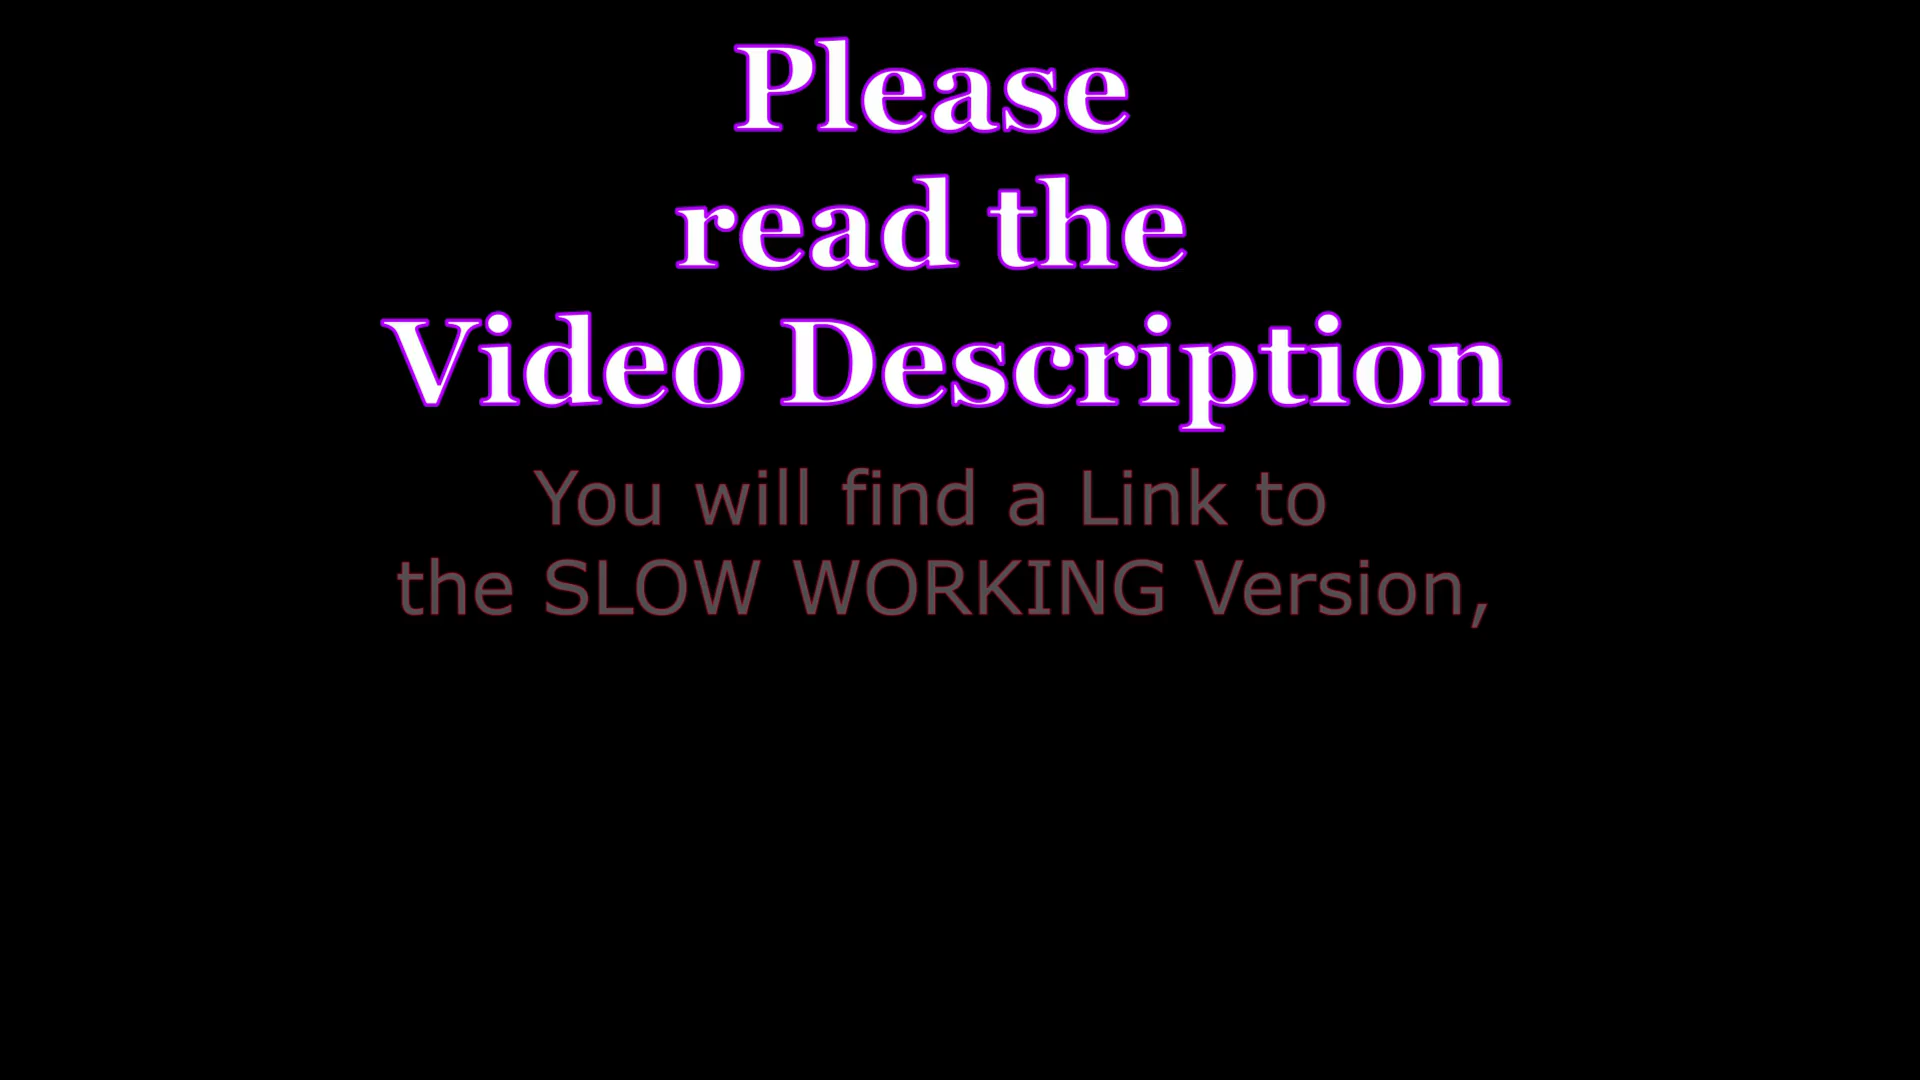 Please
read the
Video Description
You will find a Link to
the SLOW WORKING Version,